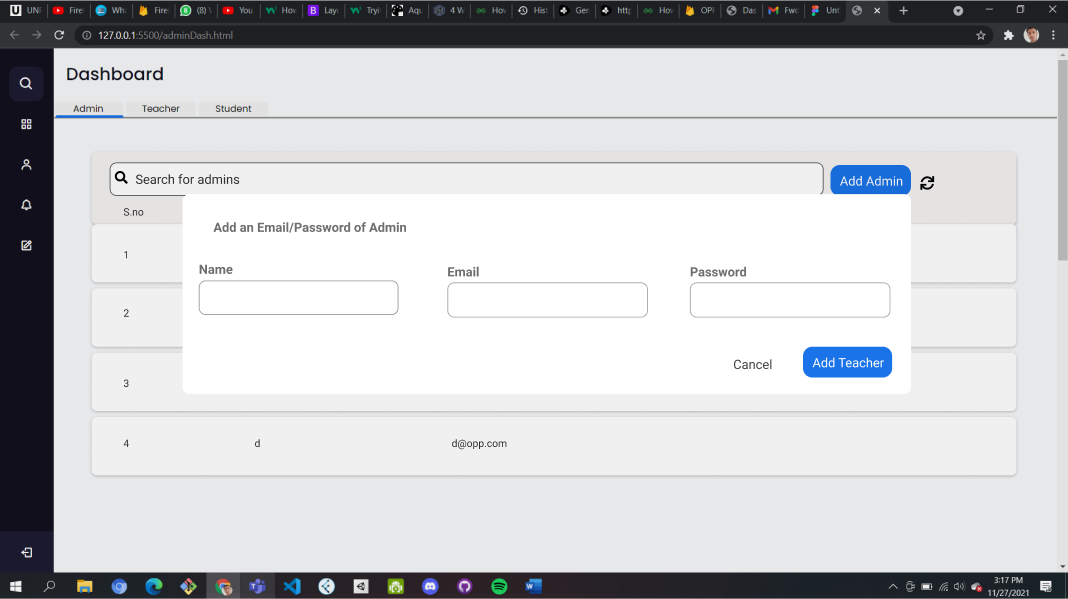 UNI
Fire
Wha
Fire
(8)
You
Hov
Lay
Tryi
Aqu
4 W
Hov
Hist
Ger
http
Hov
OPI
Das
Fwc
Unt
127.0.0.1:5500/adminDash.html
Dashboard
Admin Teacher Student
Search for admins Add Admin
S.no
Add an Email/Password of Admin
1
Name Email Password
2
Cancel Add Teacher
3
4 d d@opp.com
3:17 PM
11/27/2021